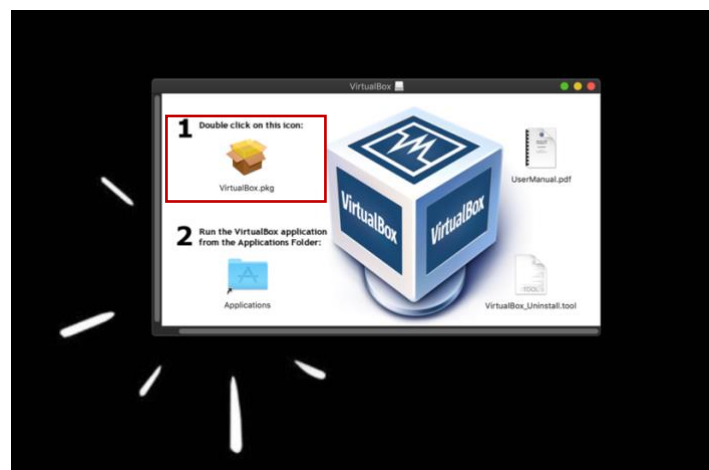 VirtualBox
1 Double click on this icon:
VirtualBox.pkg
2 Run the VirtualBox application
from the Applications Folder:
Applications
VirtualBox
VirtualBox
UserManual.pdf
TOOL
VirtualBox_Uninstall.tool